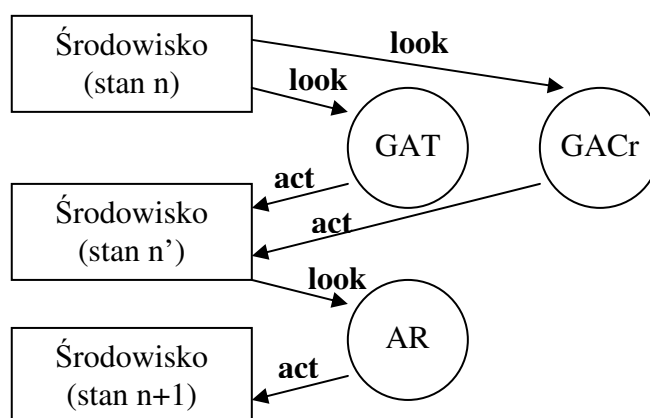 Środowisko
(stan n)
look
look
GAT
GACr
act
act
Środowisko
(stan n’)
look
AR
act
Środowisko
(stan n+1)